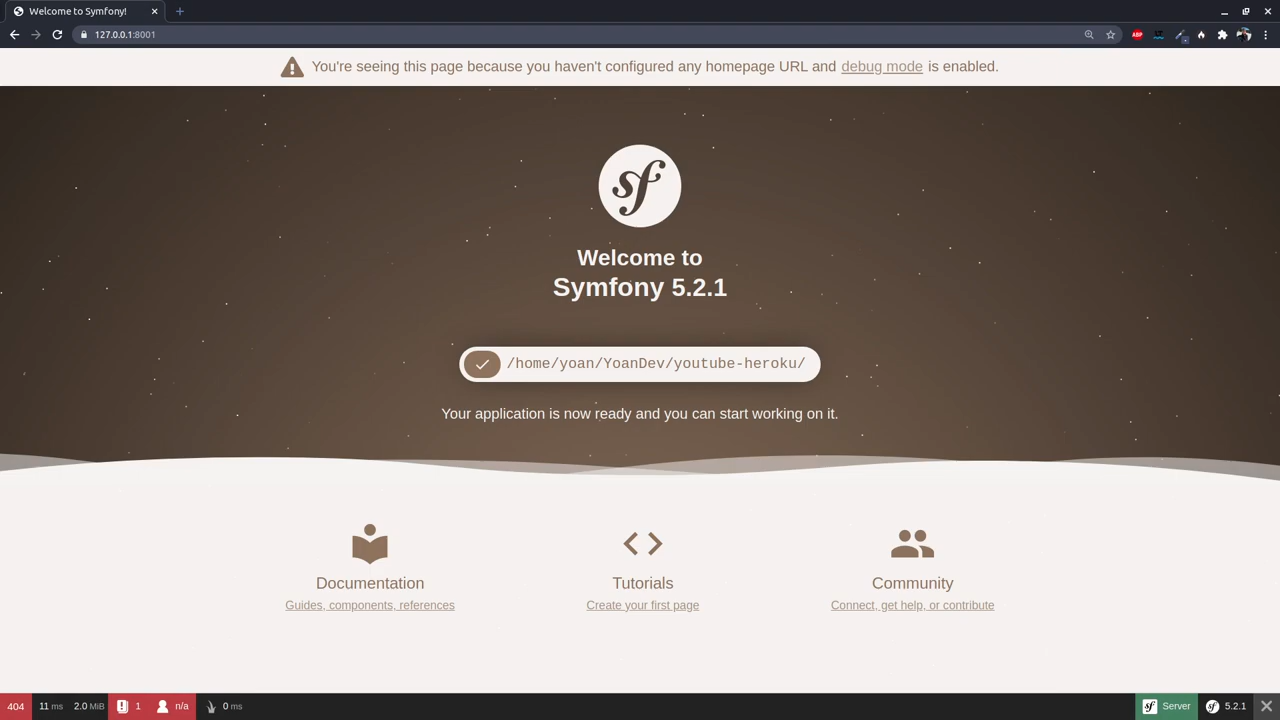 Welcome to Symfony!
127.0.0.1:8001
ABP
You're seeing this page because you haven't configured any homepage URL and debug mode is enabled.
sf
Welcome to
Symfony 5.2.1
/home/yoan/YoanDev/youtube-heroku/
Your application is now ready and you can start working on it.
Documentation
Guides, components, references
Tutorials
Create your first page
Community
Connect, get help, or contribute
404 11 ms 2.0 MiB 1 n/a 0 ms sf Server sf 5.2.1